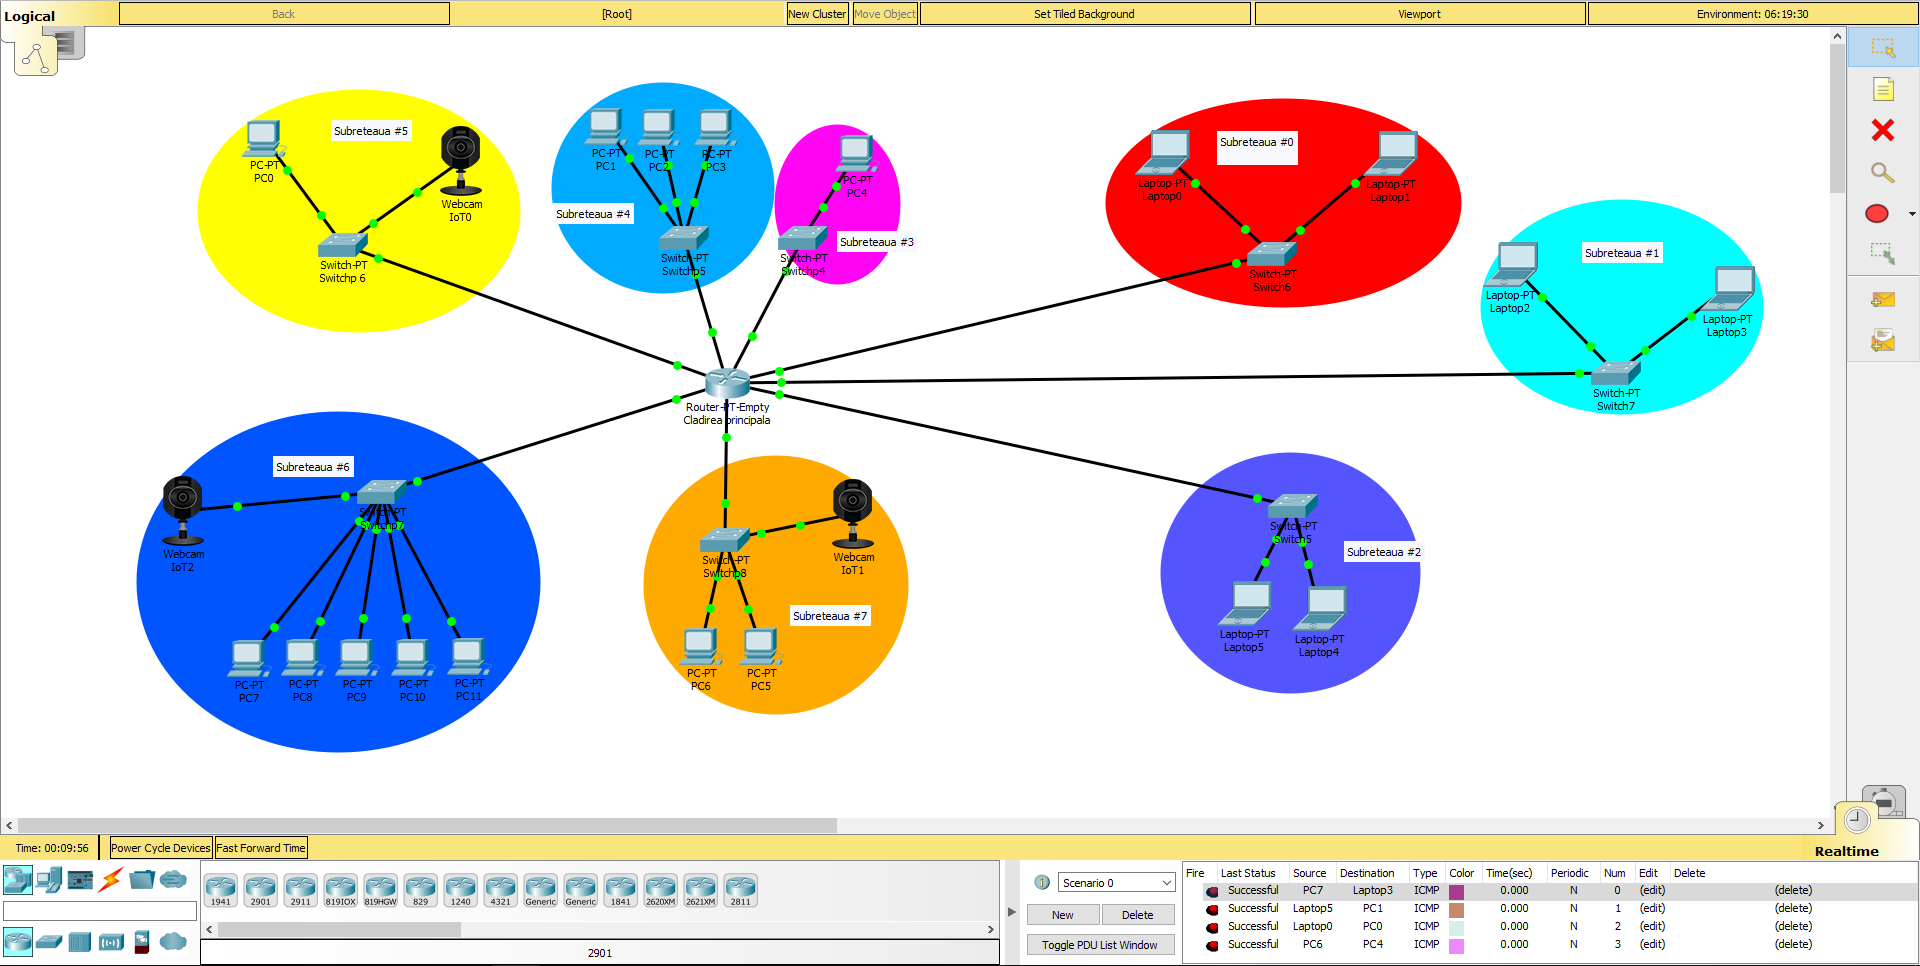 Logical
Back
[Root]
New Cluster
Move Object
Set Tiled Background
Viewport
Environment: 06:19:30
Subreteaua #5
PC-PT
PC0
Webcam
IoT0
Switch-PT
Switchp 6
PC-PT
PC1
PC-PT
PC2
PC-PT
PC3
Subreteaua #4
Switch-PT
Switchp5
PC-PT
PC4
Subreteaua #3
Switch-PT
Switchp4
Subreteaua #0
Laptop-PT
Laptop0
Laptop-PT
Laptop1
Switch-PT
Switch6
Subreteaua #1
Laptop-PT
Laptop2
Laptop-PT
Laptop3
Switch-PT
Switch7
Router-PT-Empty
Cladirea principala
Subreteaua #6
Switch-PT
Switchp7
Webcam
IoT2
PC-PT
PC7
PC-PT
PC8
PC-PT
PC9
PC-PT
PC10
PC-PT
PC11
Switch-PT
Switchp8
Webcam
IoT1
Subreteaua #7
PC-PT
PC6
PC-PT
PC5
Switch-PT
Switch5
Subreteaua #2
Laptop-PT
Laptop5
Laptop-PT
Laptop4
Time: 00:09:56
Power Cycle Devices
Fast Forward Time
Realtime
1941
2901
2911
819IOX
819HGW
829
1240
4321
Generic
Generic
1841
2620XM
2621XM
2811
2901
Scenario 0
New
Delete
Toggle PDU List Window
Fire Last Status Source Destination Type Color Time(sec) Periodic Num Edit Delete
Successful PC7 Laptop3 ICMP 0.000 N 0 (edit) (delete)
Successful Laptop5 PC1 ICMP 0.000 N 1 (edit) (delete)
Successful Laptop0 PC0 ICMP 0.000 N 2 (edit) (delete)
Successful PC6 PC4 ICMP 0.000 N 3 (edit) (delete)